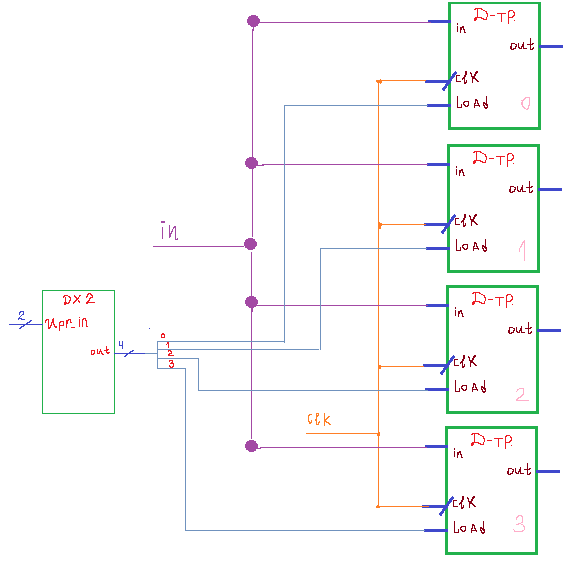 D-TP.
in
out
ClK
LOAd
0
D-TP.
in
out
ClK
LOAd
1
in
DX2
2
Upr_in
out
4
0
1
2
3
D-TP.
in
out
ClK
LOAd
2
ClK
D-TP.
in
out
ClK
LOAd
3